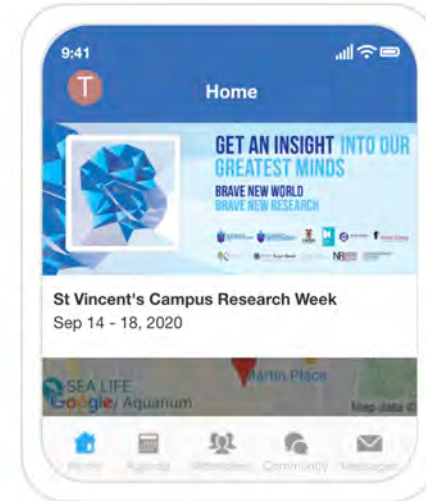 9:41
T
Home
GET AN INSIGHT INTO OUR
GREATEST MINDS
BRAVE NEW WORLD
BRAVE NEW RESEARCH
St Vincent's Campus Research Week
Sep 14 - 18, 2020
SEA LIFE
Martin Place
Google Aquarium
Map data ©
Home
Agenda
Attendees
Community
Messages